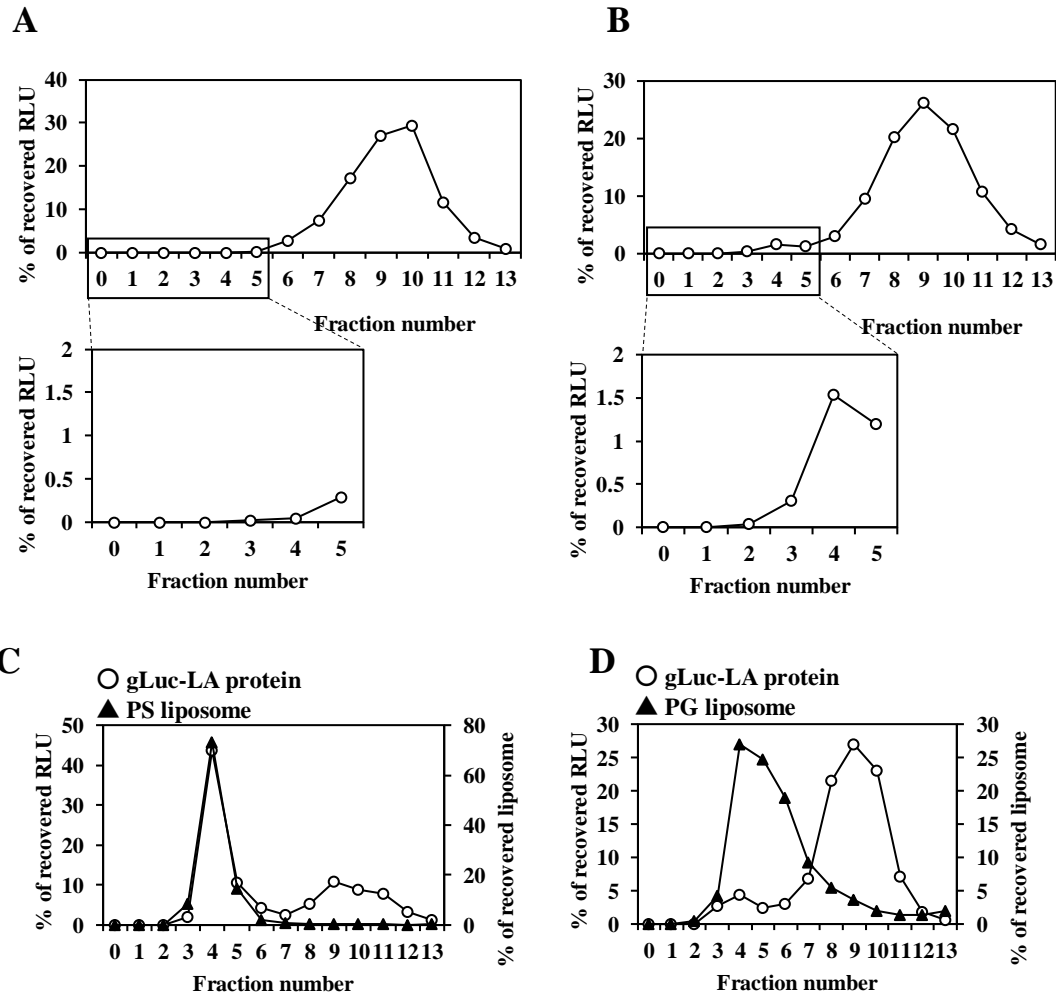 A
% of recovered RLU
40
30
20
10
0
0 1 2 3 4 5 6 7 8 9 10 11 12 13
Fraction number
% of recovered RLU
2
1.5
1
0.5
0
0 1 2 3 4 5
Fraction number
B
% of recovered RLU
30
20
10
0
0 1 2 3 4 5 6 7 8 9 10 11 12 13
Fraction number
% of recovered RLU
2
1.5
1
0.5
0
0 1 2 3 4 5
Fraction number
C
gLuc-LA protein
PS liposome
% of recovered RLU
50
40
30
20
10
0
80
60
40
20
0
% of recovered liposome
0 1 2 3 4 5 6 7 8 9 10 11 12 13
Fraction number
D
gLuc-LA protein
PG liposome
% of recovered RLU
30
25
20
15
10
5
0
30
25
20
15
10
5
0
% of recovered liposome
0 1 2 3 4 5 6 7 8 9 10 11 12 13
Fraction number